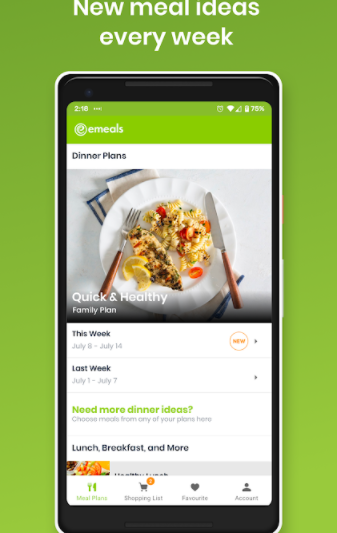 New meal ideas
every week
2:18
75%
emeals
Dinner Plans
Quick & Healthy
Family Plan
This Week
July 8 - July 14
NEW
Last Week
July 1 - July 7
Need more dinner ideas?
Choose meals from any of your plans here
Lunch, Breakfast, and More
Healthy Lunch
Meal Plans
Shopping List
Favourite
Account